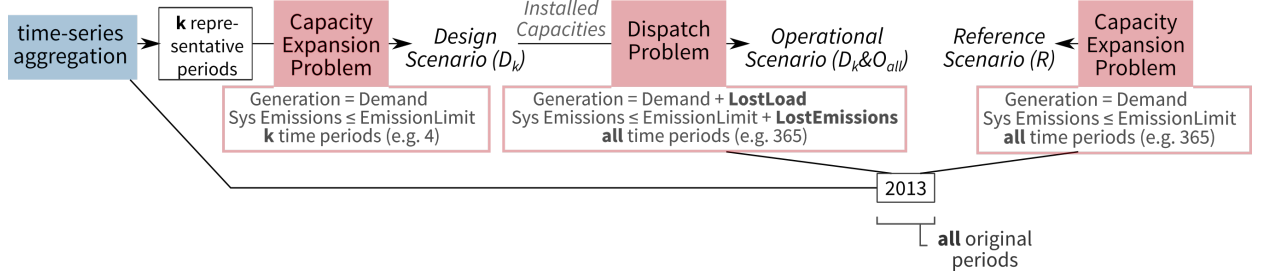 time-series
aggregation
k repre-
sentative
periods
Capacity
Expansion
Problem
Generation = Demand
Sys Emissions ≤ EmissionLimit
k time periods (e.g. 4)
Design
Scenario (Dk)
Installed
Capacities
Dispatch
Problem
Generation = Demand + LostLoad
Sys Emissions ≤ EmissionLimit + LostEmissions
all time periods (e.g. 365)
Operational
Scenario (Dk&Oall)
Reference
Scenario (R)
Capacity
Expansion
Problem
Generation = Demand
Sys Emissions ≤ EmissionLimit
all time periods (e.g. 365)
2013
all original
periods